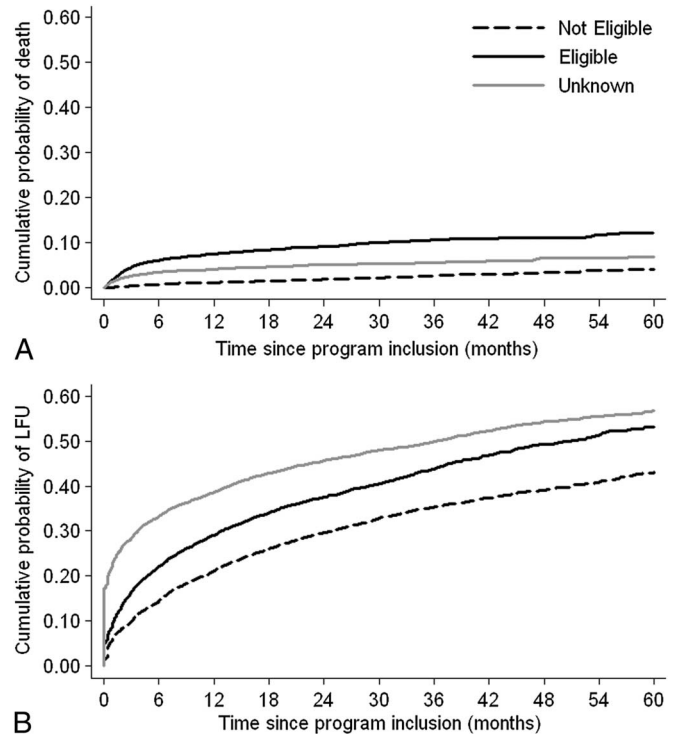 0.60
Not Eligible
0.50
Eligible
Unknown
0.40
0.30
0.20
0.10
0.00
Cumulative probability of death
0 6 12 18 24 30 36 42 48 54 60
A
Time since program inclusion (months)
0.60
0.50
0.40
0.30
0.20
0.10
0.00
Cumulative probability of LFU
0 6 12 18 24 30 36 42 48 54 60
B
Time since program inclusion (months)